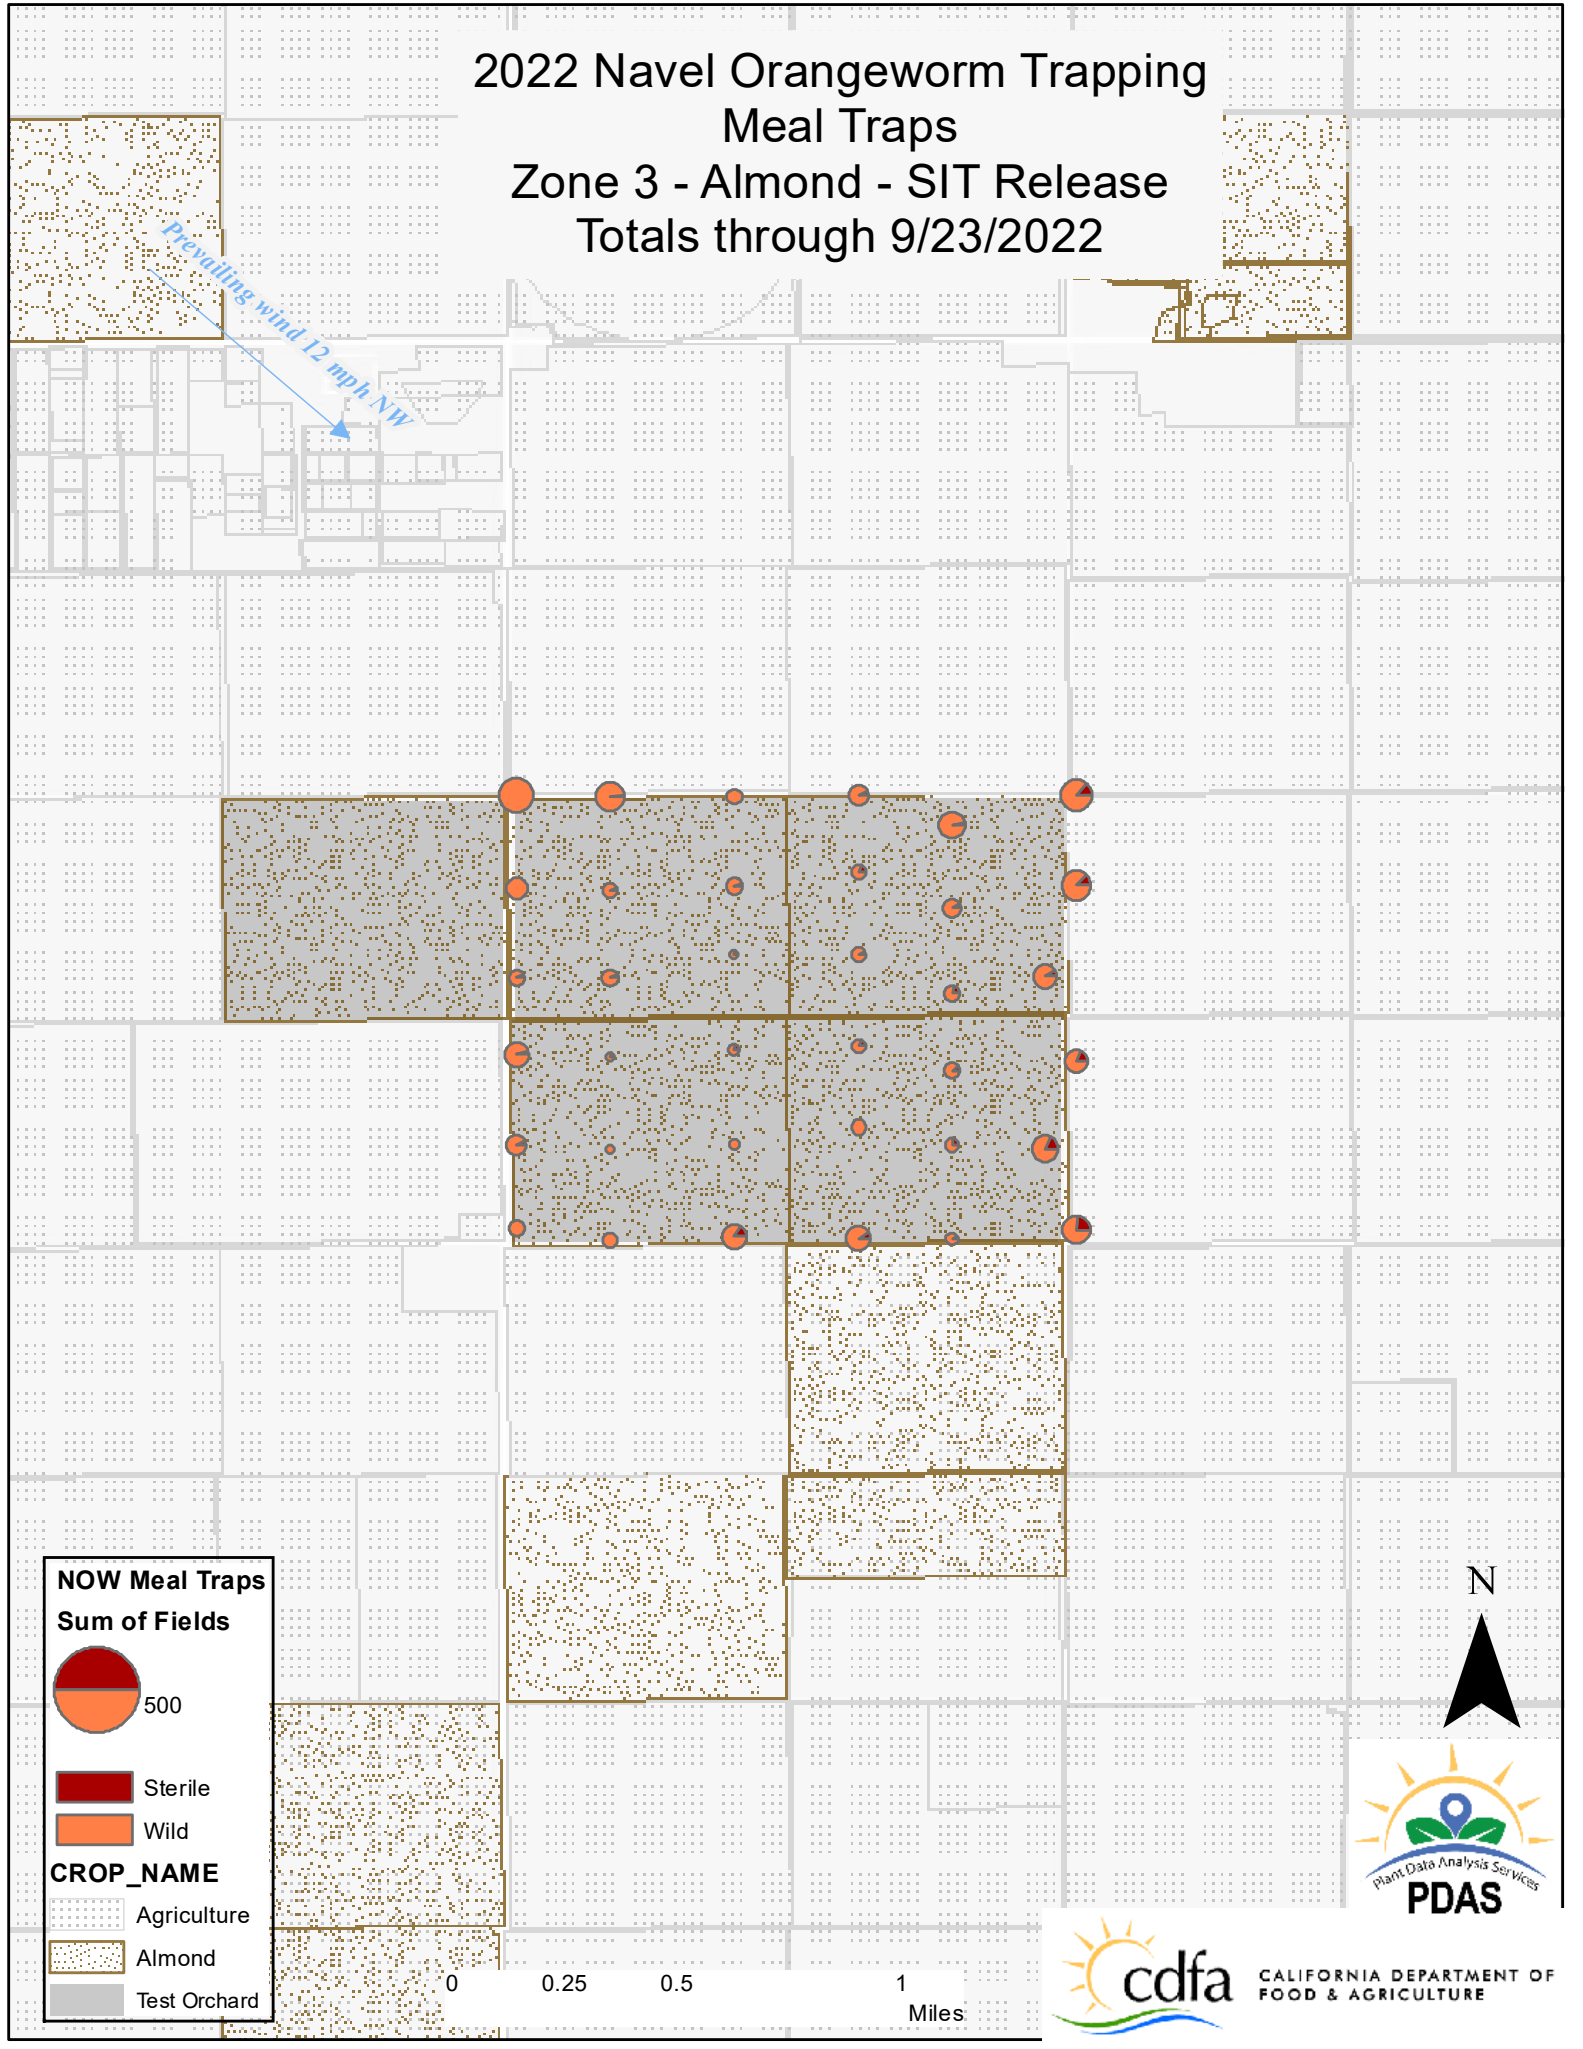 2022 Navel Orangeworm Trapping
Meal Traps
Zone 3 - Almond - SIT Release
Totals through 9/23/2022
Prevailing wind 12 mph NW
NOW Meal Traps
Sum of Fields
500
Sterile
Wild
CROP_NAME
Agriculture
Almond
Test Orchard
0 0.25 0.5 1
Miles
N
Plant Data Analysis Services
PDAS
cdfa
CALIFORNIA DEPARTMENT OF
FOOD & AGRICULTURE